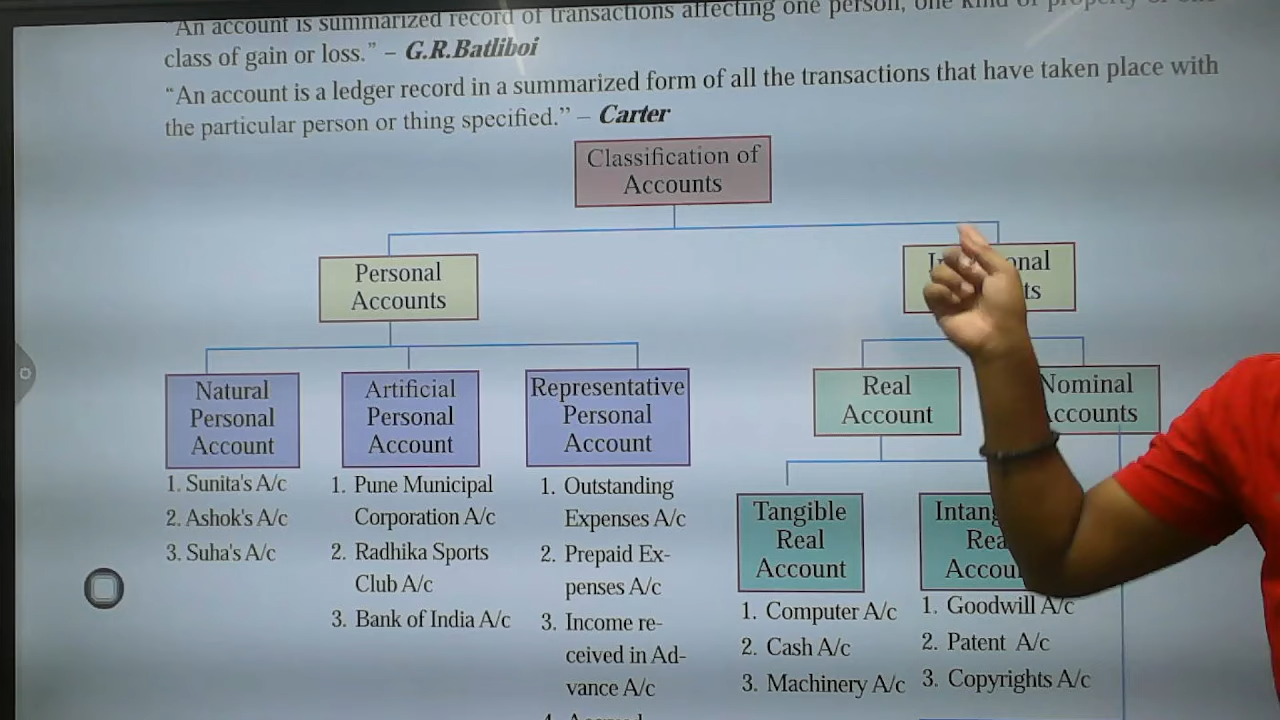 "An account is summarized record of transactions affecting one person, one kind of property or one
class of gain or loss." – G.R.Batliboi
"An account is a ledger record in a summarized form of all the transactions that have taken place with
the particular person or thing specified." – Carter
Classification of
Accounts
Personal
Accounts
Natural
Personal
Account
1. Sunita's A/c
2. Ashok's A/c
3. Suha's A/c
Artificial
Personal
Account
1. Pune Municipal
Corporation A/c
2. Radhika Sports
Club A/c
3. Bank of India A/c
Representative
Personal
Account
1. Outstanding
Expenses A/c
2. Prepaid Ex-
penses A/c
3. Income re-
ceived in Ad-
vance A/c
Real
Account
Nominal
Accounts
Tangible
Real
Account
1. Computer A/c
2. Cash A/c
3. Machinery A/c
1. Goodwill A/c
2. Patent A/c
3. Copyrights A/c